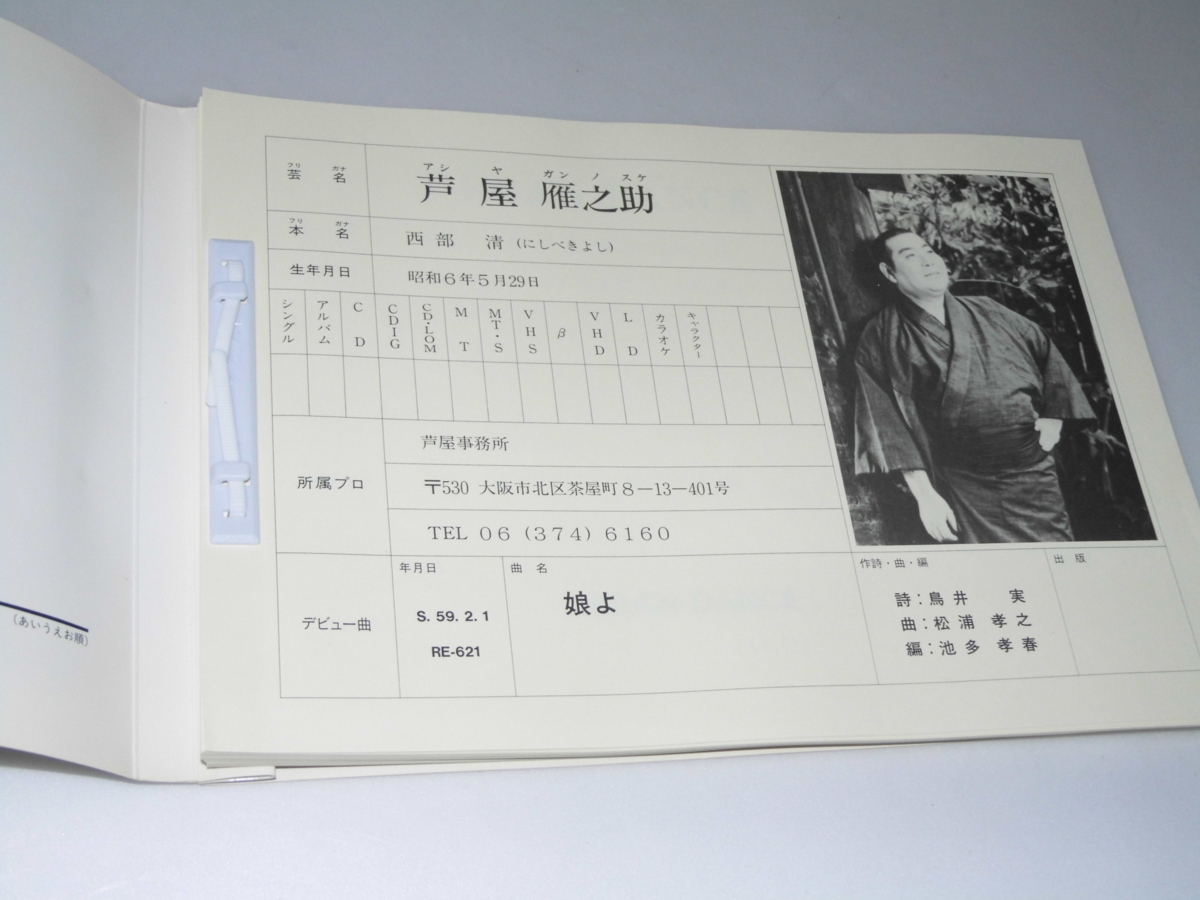 (あいうえお順)
フリ ガナ
芸 名
アシ ヤ ガンノスケ
芦屋 雁之助
フリ ガナ
本 名
西部 清 (にしべきよし)
生年月日
昭和6年5月29日
シングル アルバム CD CDIG CD・LOM MT MT・S VHS β VHD LD カラオケ キャラクター
所属プロ
芦屋事務所
〒530 大阪市北区茶屋町8-13-401号
TEL 06 (374) 6160
デビュー曲
年月日
S. 59. 2. 1
RE-621
曲 名
娘よ
作詩・曲・編
詩:鳥井 実
曲:松浦 孝之
編:池多 孝春
出 版